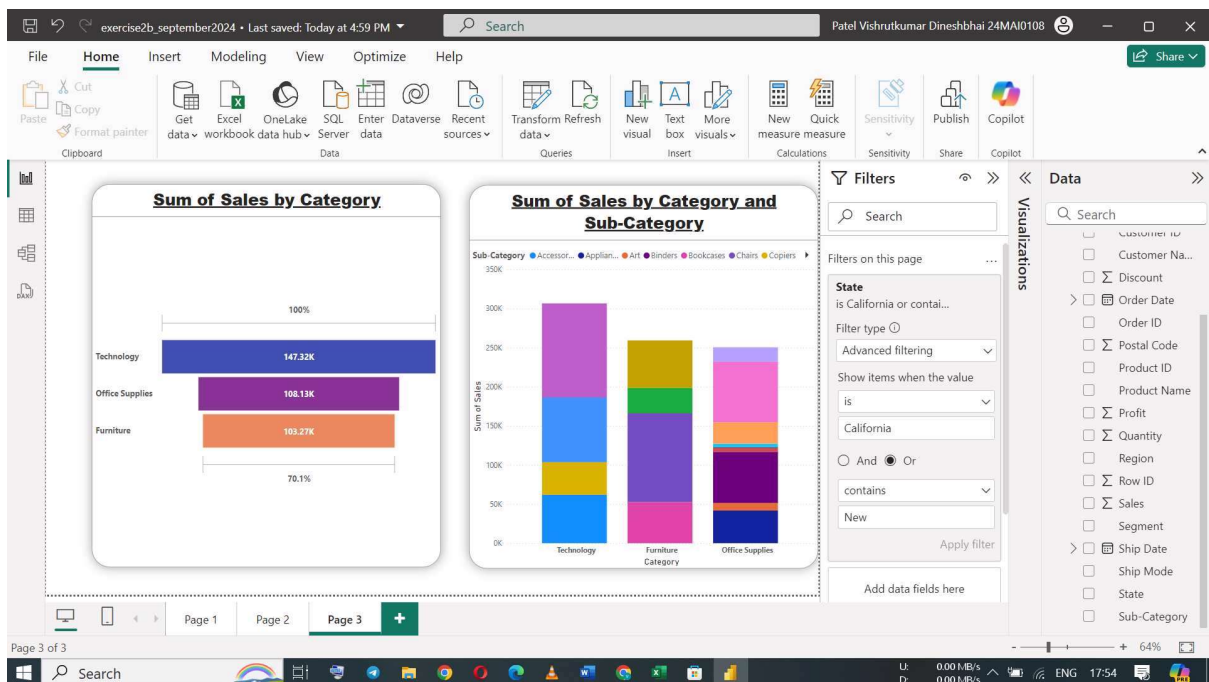 exercise2b_september2024 • Last saved: Today at 4:59 PM
Search
Patel Vishrutkumar Dineshbhai 24MAI0108
File Home Insert Modeling View Optimize Help
Share
Paste
Cut
Copy
Format painter
Get data
Excel workbook
OneLake data hub
SQL Server
Enter data
Dataverse
Recent sources
Transform data
Refresh
New visual
Text box
More visuals
New measure
Quick measure
Sensitivity
Publish
Copilot
Clipboard Data Queries Insert Calculations Sensitivity Share Copilot
Sum of Sales by Category
100%
Technology 147.32K
Office Supplies 108.13K
Furniture 103.27K
70.1%
Sum of Sales by Category and
Sub-Category
Sub-Category Accessor... Applian... Art Binders Bookcases Chairs Copiers
350K
300K
250K
200K
150K
100K
50K
0K
Sum of Sales
Technology Furniture Office Supplies
Category
Filters
Search
Filters on this page ...
State
is California or contai...
Filter type
Advanced filtering
Show items when the value
is
California
And Or
contains
New
Apply filter
Add data fields here
Visualizations
Data
Search
Customer ID
Customer Na...
Discount
Order Date
Order ID
Postal Code
Product ID
Product Name
Profit
Quantity
Region
Row ID
Sales
Segment
Ship Date
Ship Mode
State
Sub-Category
Page 1 Page 2 Page 3 +
Page 3 of 3
- + 64%
Search
U: 0.00 MB/s
D: 0.00 MB/s
ENG 17:54
PRE